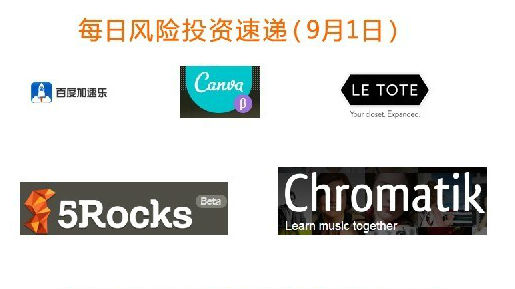 每日风险投资速递(9月1日)
百度加速乐
Canva
β
LE TOTE
Your closet. Expanded.
5Rocks
Beta
Chromatik
Learn music together